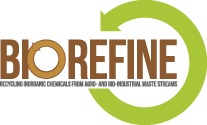 BIOREFINE
RECYCLING INORGANIC CHEMICALS FROM AGRO- AND BIO-INDUSTRIAL WASTE STREAMS